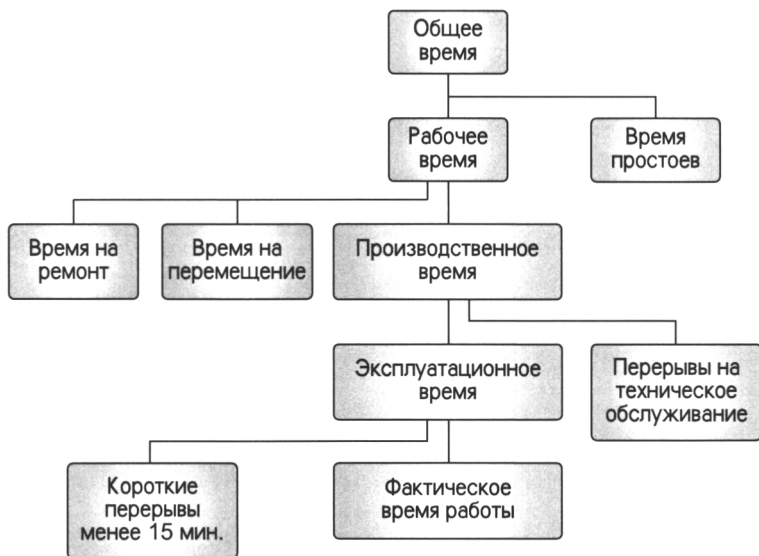 Общее
время
Рабочее
время
Время
простоев
Время на
ремонт
Время на
перемещение
Производственное
время
Эксплуатационное
время
Перерывы на
техническое
обслуживание
Короткие
перерывы
менее 15 мин.
Фактическое
время работы